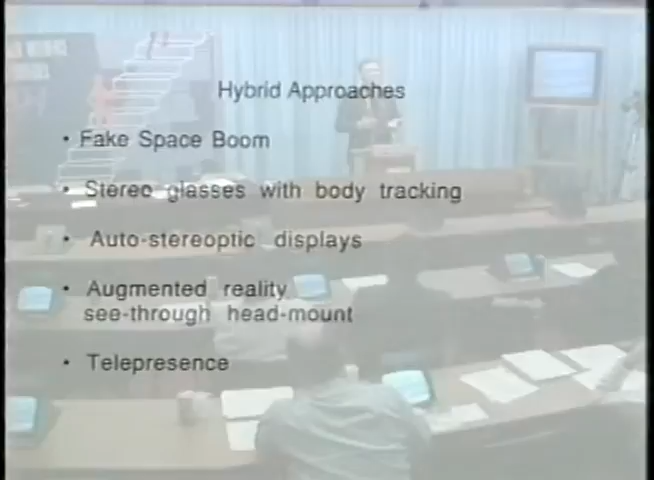 Hybrid Approaches
• Fake Space Boom
• Stereo glasses with body tracking
• Auto-stereoptic displays
• Augmented reality
see-through head-mount
• Telepresence